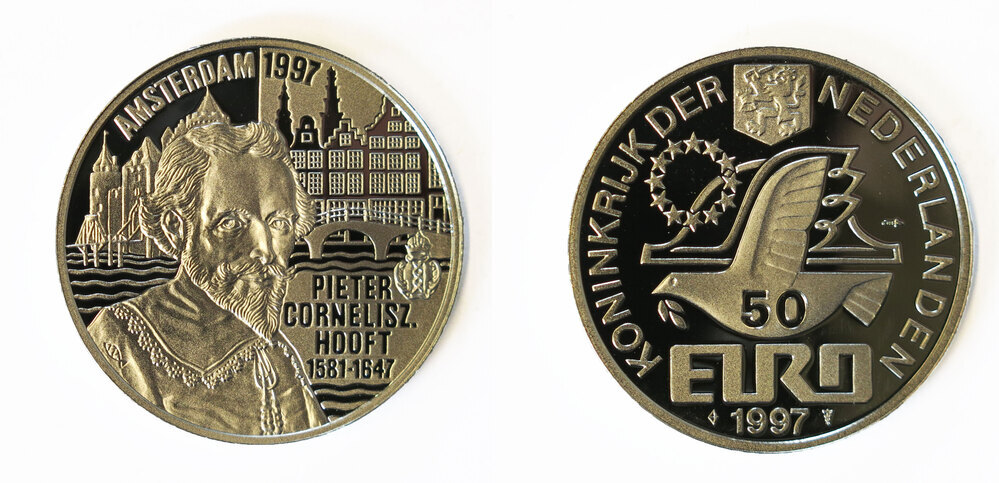 AMSTERDAM 1997
PIETER
CORNELISZ.
HOOFT
1581-1647
KONINKRIJK DER NEDERLANDEN
50
EURO
1997